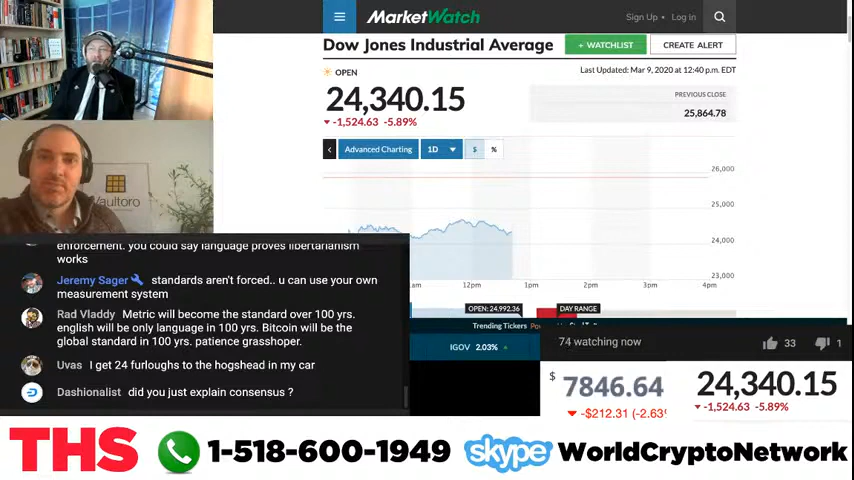 MarketWatch
Sign Up • Log in
Dow Jones Industrial Average
+ WATCHLIST
CREATE ALERT
OPEN
Last Updated: Mar 9, 2020 at 12:40 p.m. EDT
24,340.15
-1,524.63 -5.89%
PREVIOUS CLOSE
25,864.78
Advanced Charting
1D
$
%
26,000
25,000
24,000
23,000
am
12pm
1pm
2pm
3pm
4pm
OPEN: 24,992.36
DAY RANGE
Trending Tickers
IGOV 2.03%
Vaultoro
enforcement. you could say language proves libertarianism
works
Jeremy Sager standards aren't forced.. u can use your own
measurement system
Rad Vladdy Metric will become the standard over 100 yrs.
english will be only language in 100 yrs. Bitcoin will be the
global standard in 100 yrs. patience grasshoper.
Uvas I get 24 furloughs to the hogshead in my car
Dashionalist did you just explain consensus ?
74 watching now
33
1
$ 7846.64
-$212.31 (-2.63%
24,340.15
-1,524.63 -5.89%
THS 1-518-600-1949 skype WorldCryptoNetwork